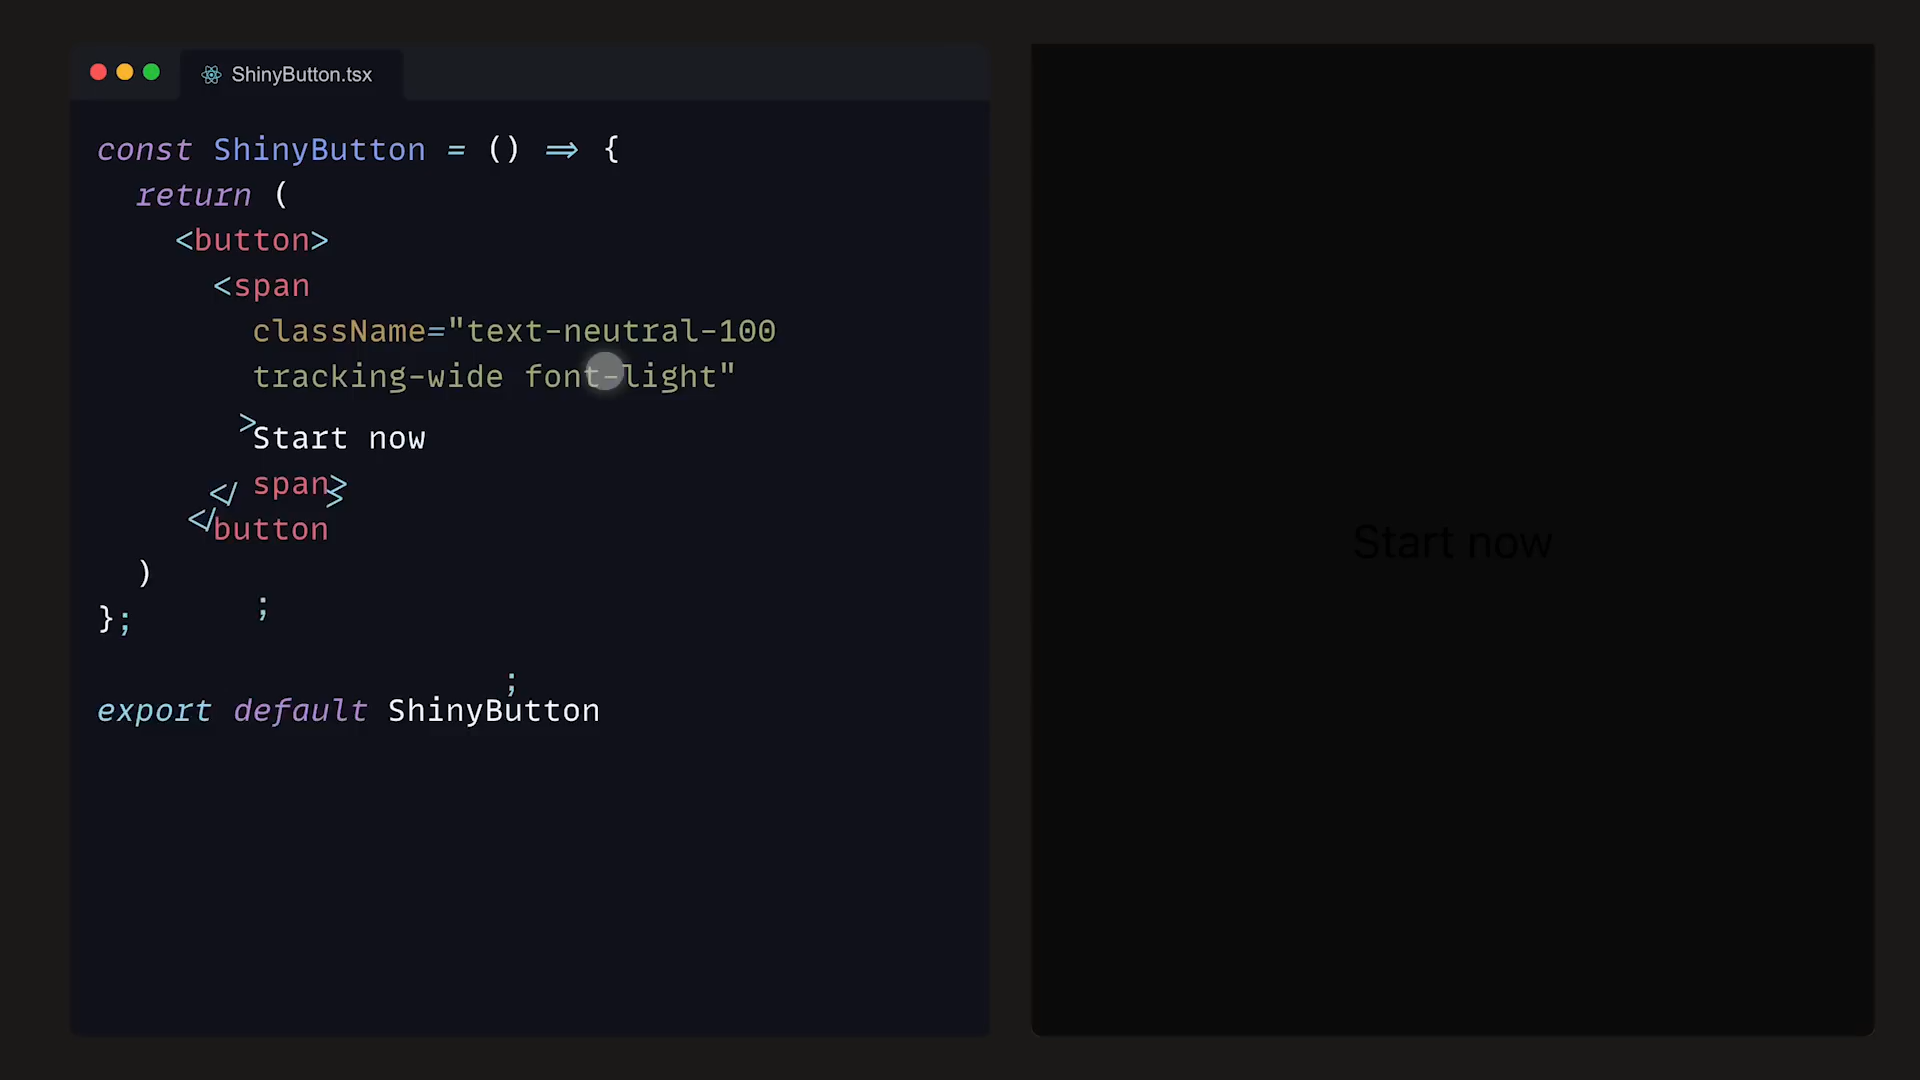 ShinyButton.tsx
const ShinyButton = () => {
return (
<button>
<span
className="text-neutral-100
tracking-wide font-light"
>
Start now
</ span>
</button>
)
;
};
;
export default ShinyButton
Start now